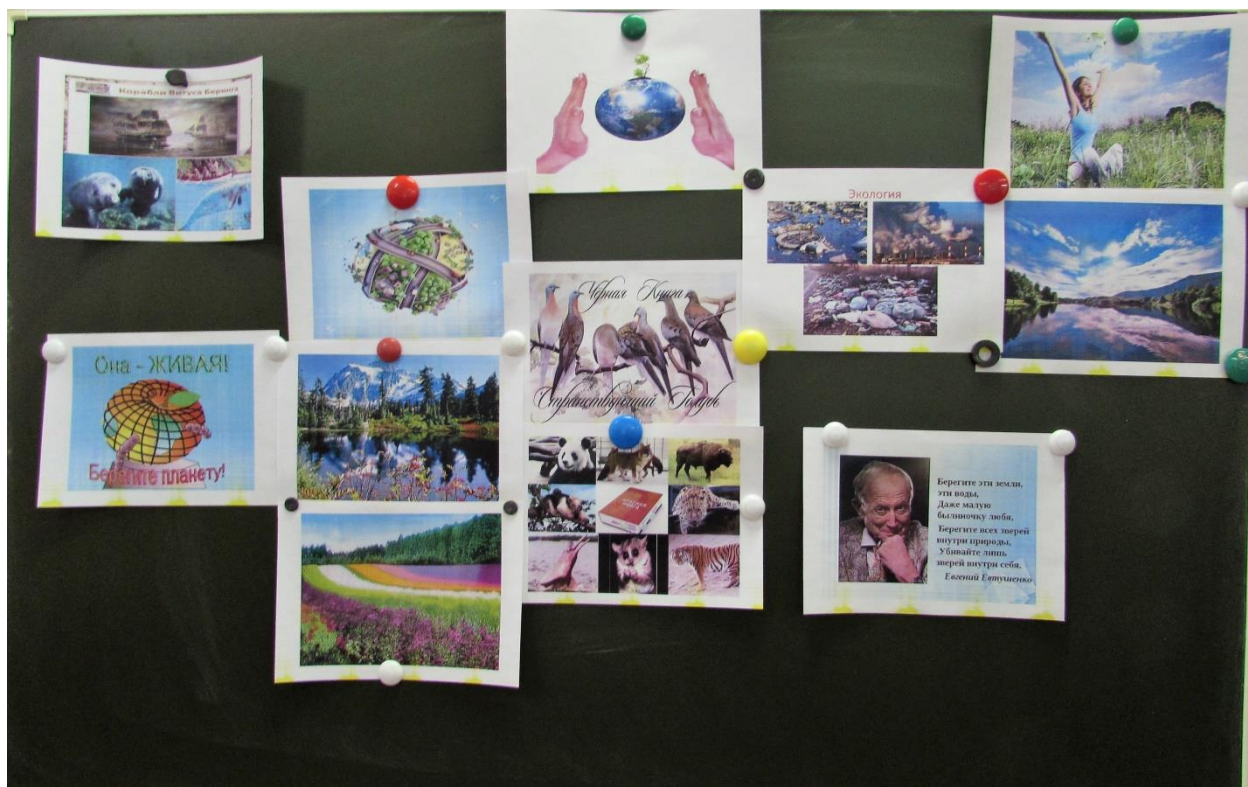 Корабли Витуса Беринга
Экология
Черная Книга
Странствующий Голубь
Она - ЖИВАЯ!
Берегите планету!
Берегите эти земли,
эти воды,
Даже малую
былиночку любя,
Берегите всех зверей
внутри природы,
Убивайте лишь
зверей внутри себя.
Евгений Евтушенко